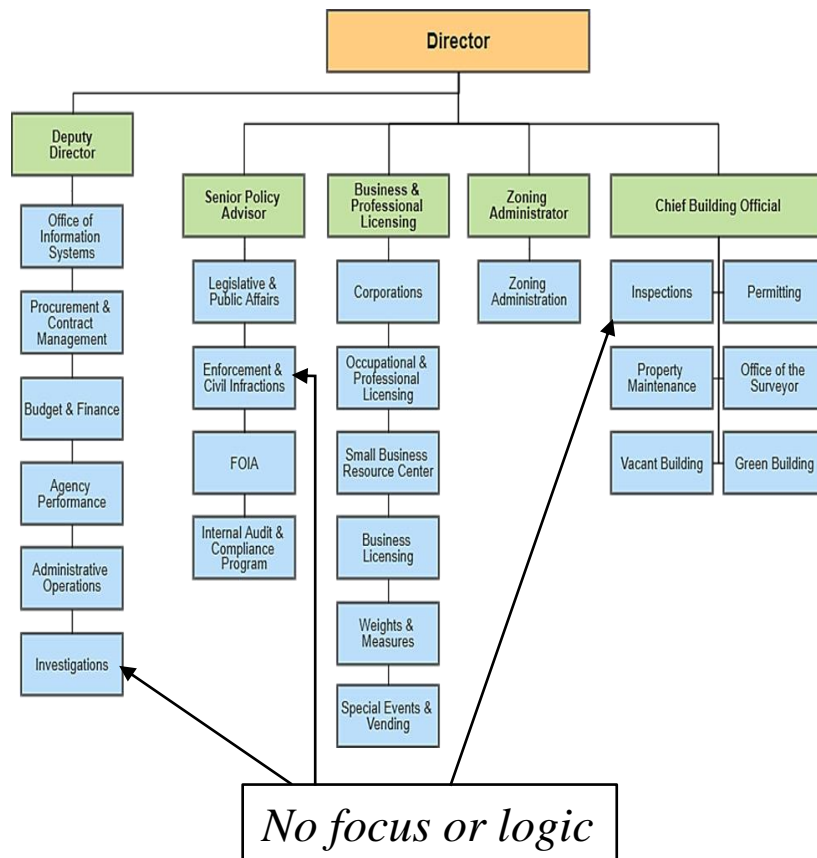 Director
Deputy
Director
Office of
Information
Systems
Procurement &
Contract
Management
Budget & Finance
Agency
Performance
Administrative
Operations
Investigations
Senior Policy
Advisor
Legislative &
Public Affairs
Enforcement &
Civil Infractions
FOIA
Internal Audit &
Compliance
Program
Business &
Professional
Licensing
Corporations
Occupational &
Professional
Licensing
Small Business
Resource Center
Business
Licensing
Weights &
Measures
Special Events &
Vending
Zoning
Administrator
Zoning
Administration
Chief Building Official
Inspections
Permitting
Property
Maintenance
Office of the
Surveyor
Vacant Building
Green Building
No focus or logic